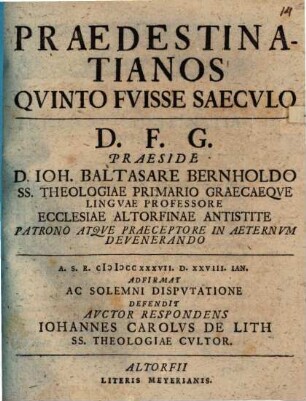 PRAEDESTINA-
TIANOS
QVINTO FVISSE SAECVLO
D. F. G.
PRAESIDE
D. IOH. BALTASARE BERNHOLDO
SS. THEOLOGIAE PRIMARIO GRAECAEQVE
LINGVAE PROFESSORE
ECCLESIAE ALTORFINAE ANTISTITE
PATRONO ATQVE PRAECEPTORE IN AETERNVM
DEVENERANDO
A. S. R. cIɔIɔCCXXXVII. D. XXVIII. IAN.
ADFIRMAT
AC SOLEMNI DISPVTATIONE
DEFENDIT
AVCTOR RESPONDENS
IOHANNES CAROLVS DE LITH
SS. THEOLOGIAE CVLTOR.
ALTORFII
LITERIS MEYERIANIS.